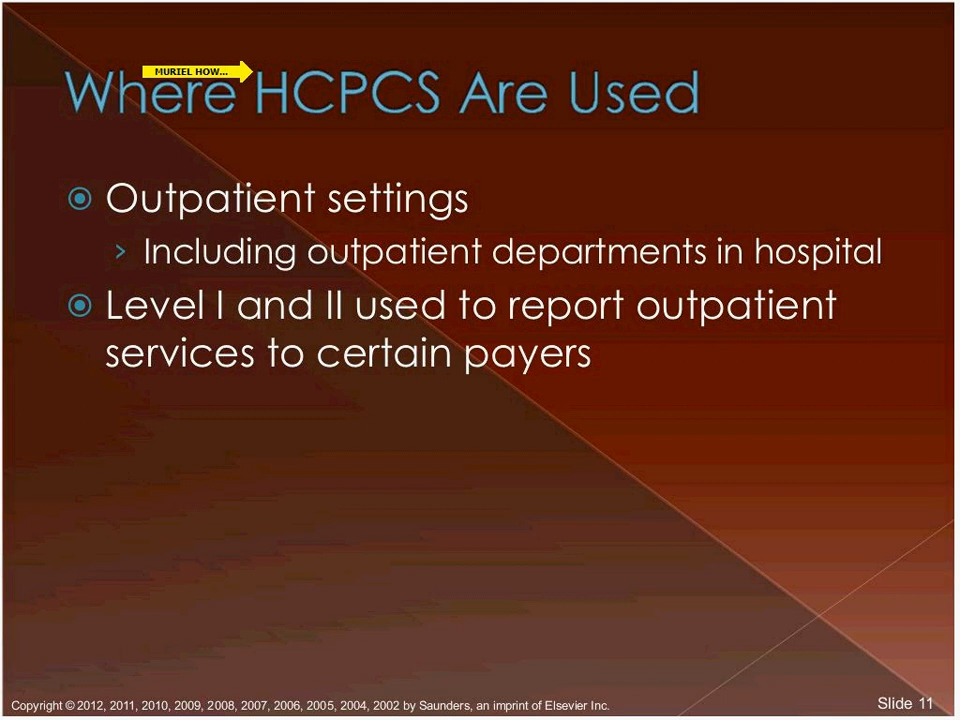 MURIEL HOW...
Where HCPCS Are Used
Outpatient settings
› Including outpatient departments in hospital
Level I and II used to report outpatient
services to certain payers
Copyright © 2012, 2011, 2010, 2009, 2008, 2007, 2006, 2005, 2004, 2002 by Saunders, an imprint of Elsevier Inc.
Slide 11